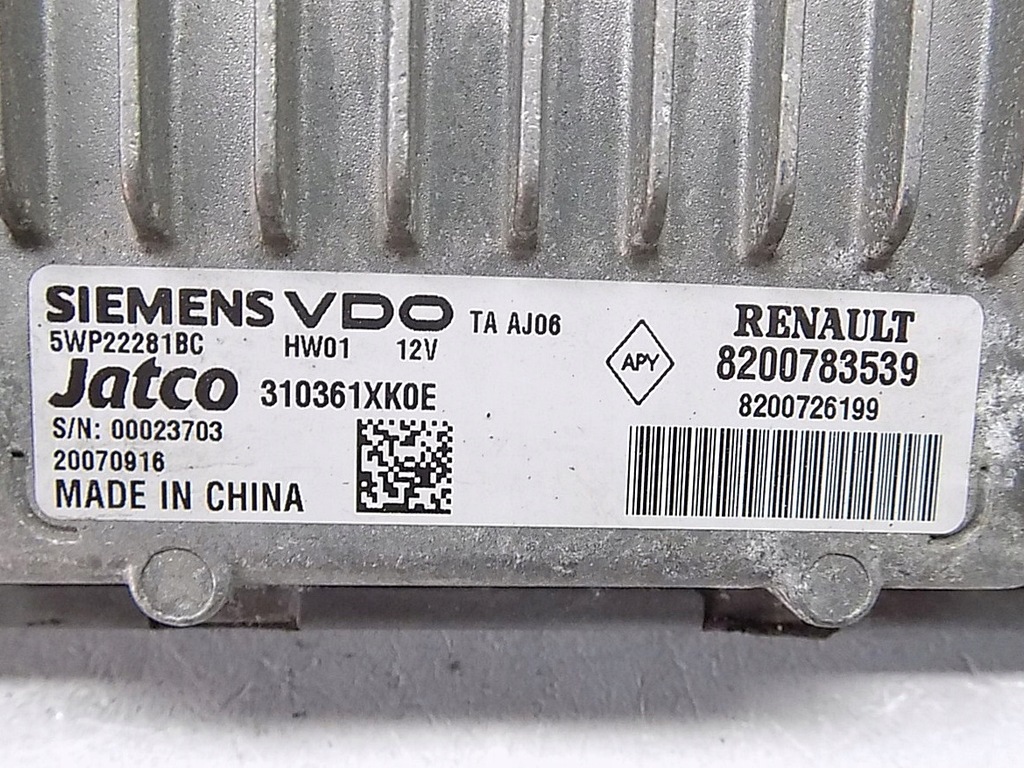 SIEMENS VDO TA AJ06
5WP22281BC HW01 12V
Jatco 310361XK0E
S/N: 00023703
20070916
MADE IN CHINA
APY
RENAULT
8200783539
8200726199